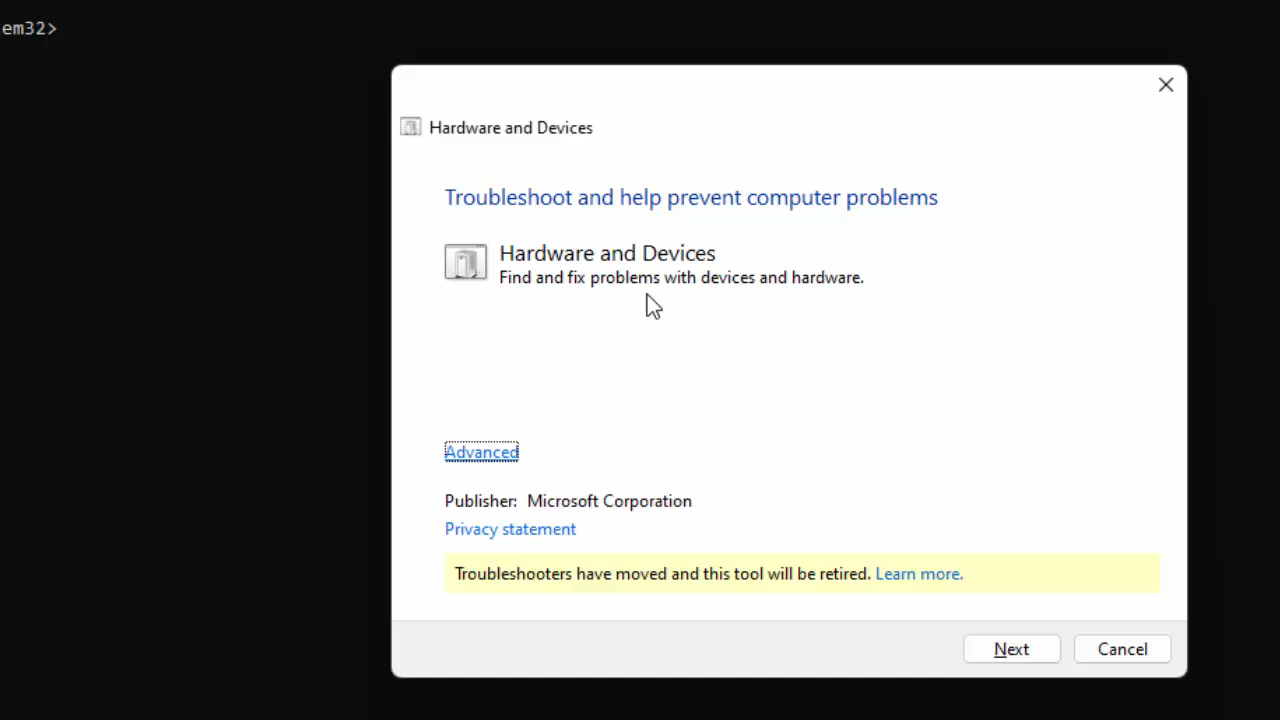 em32>
Hardware and Devices
Troubleshoot and help prevent computer problems
Hardware and Devices
Find and fix problems with devices and hardware.
Advanced
Publisher: Microsoft Corporation
Privacy statement
Troubleshooters have moved and this tool will be retired. Learn more.
Next Cancel